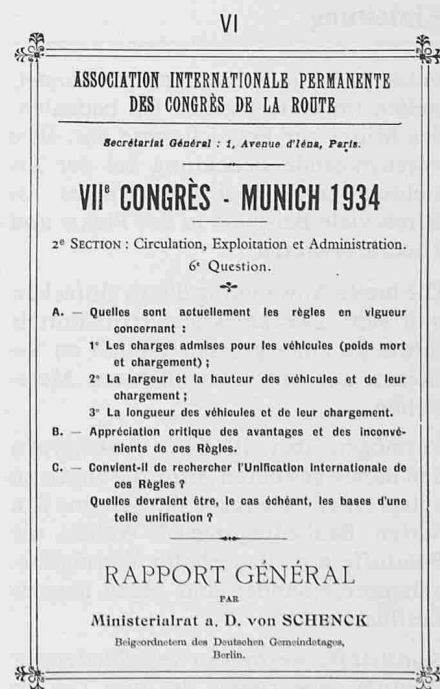 VI
ASSOCIATION INTERNATIONALE PERMANENTE
DES CONGRÈS DE LA ROUTE
Secrétariat Général : 1, Avenue d'Iéna, Paris.
VIIe CONGRÈS - MUNICH 1934
2e SECTION : Circulation, Exploitation et Administration.
6e Question.
A. — Quelles sont actuellement les règles en vigueur
concernant :
1° Les charges admises pour les véhicules (poids mort
et chargement) ;
2° La largeur et la hauteur des véhicules et de leur
chargement ;
3° La longueur des véhicules et de leur chargement.
B. — Appréciation critique des avantages et des inconvé-
nients de ces Règles.
C. — Convient-il de rechercher l'Unification internationale de
ces Règles ?
Quelles devraient être, le cas échéant, les bases d'une
telle unification ?
RAPPORT GÉNÉRAL
PAR
Ministerialrat a. D. von SCHENCK
Beigeordnetem des Deutschen Gemeindetages,
Berlin.